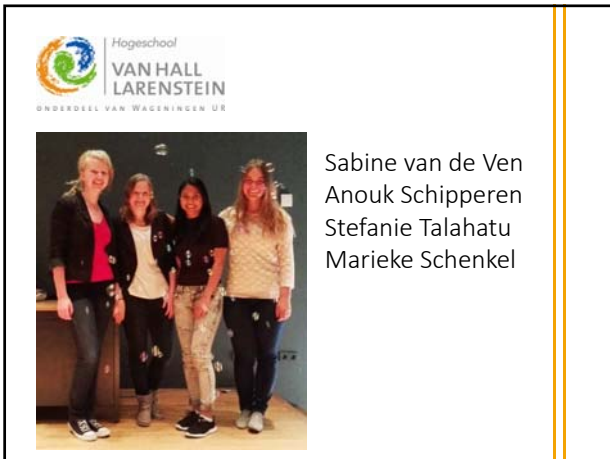 Hogeschool
VAN HALL
LARENSTEIN
ONDERDEEL VAN WAGENINGEN UR
Sabine van de Ven
Anouk Schipperen
Stefanie Talahatu
Marieke Schenkel